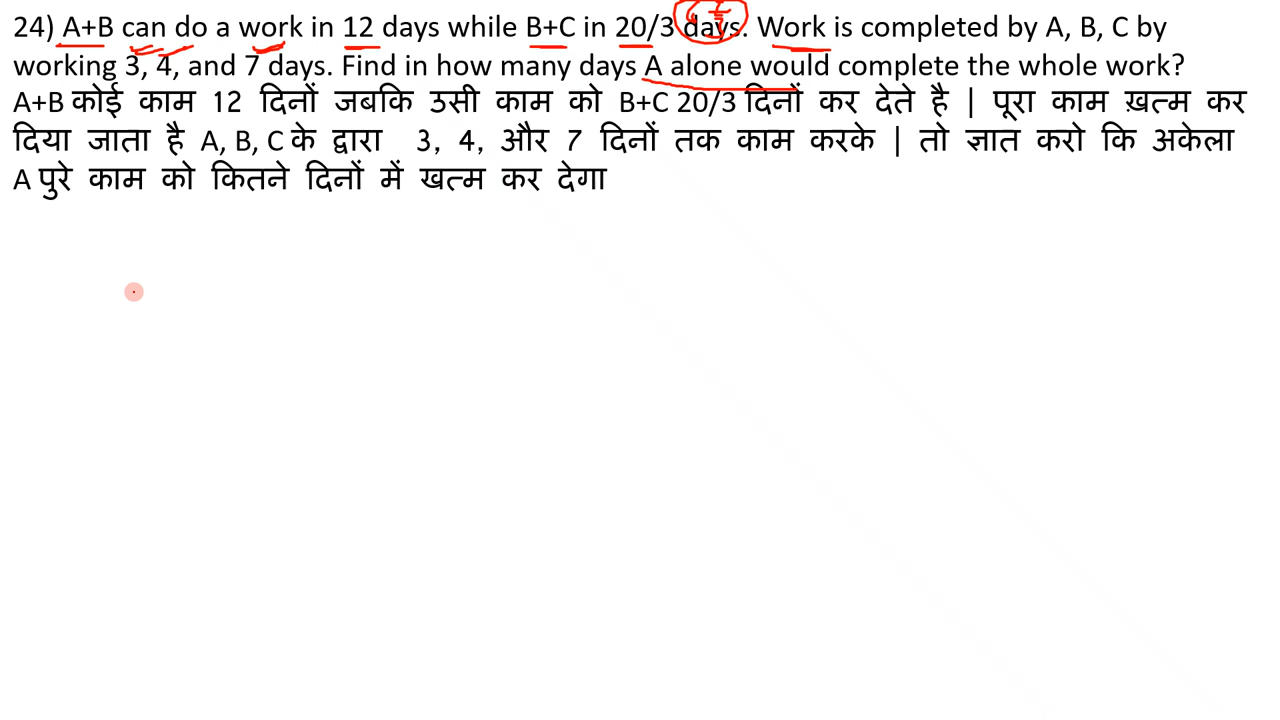 24) A+B can do a work in 12 days while B+C in 20/3 days. Work is completed by A, B, C by
working 3, 4, and 7 days. Find in how many days A alone would complete the whole work?
A+B कोई काम 12 दिनों जबकि उसी काम को B+C 20/3 दिनों कर देते है | पूरा काम ख़त्म कर
दिया जाता है A, B, C के द्वारा 3, 4, और 7 दिनों तक काम करके | तो ज्ञात करो कि अकेला
A पुरे काम को कितने दिनों में खत्म कर देगा